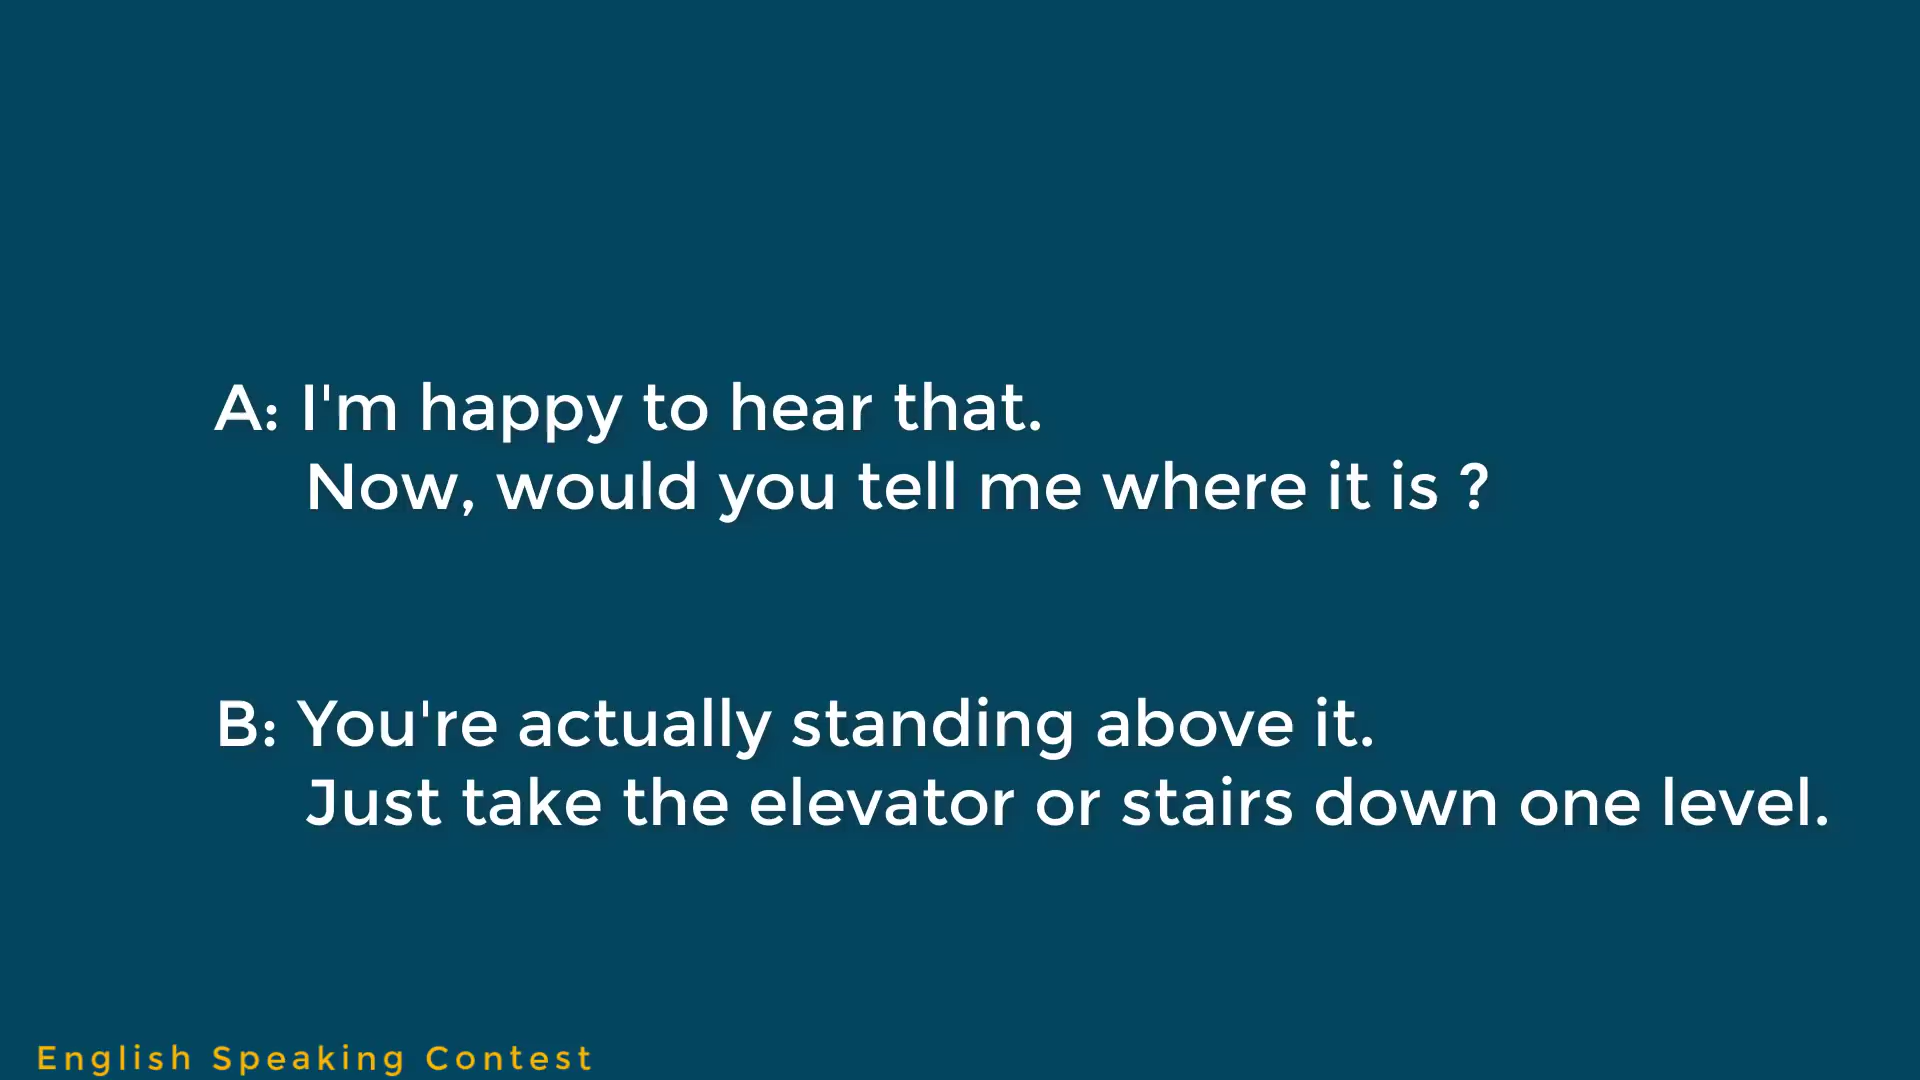 A: I'm happy to hear that.
Now, would you tell me where it is ?
B: You're actually standing above it.
Just take the elevator or stairs down one level.
English Speaking Contest